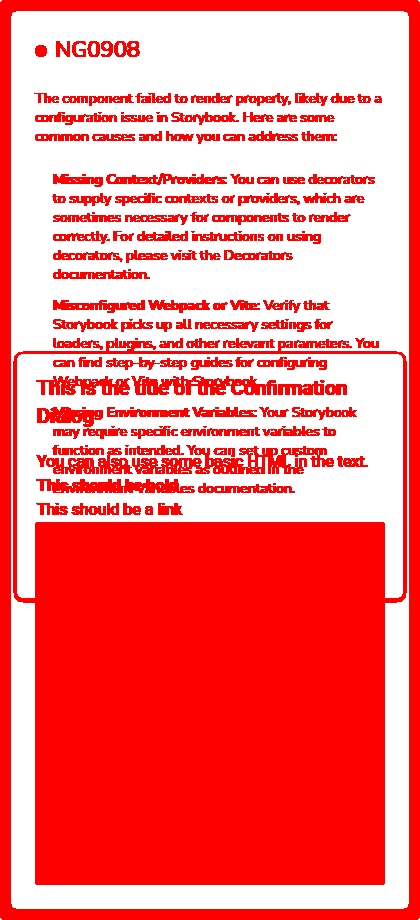 NG0908
The component failed to render properly, likely due to a
configuration issue in Storybook. Here are some
common causes and how you can address them:
Missing Context/Providers: You can use decorators
to supply specific contexts or providers, which are
sometimes necessary for components to render
correctly. For detailed instructions on using
decorators, please visit the Decorators
documentation.
Misconfigured Webpack or Vite: Verify that
Storybook picks up all necessary settings for
loaders, plugins, and other relevant parameters. You
can find step-by-step guides for configuring
Webpack or Vite with Storybook.
This is the title of the Confirmation
Dialog
Missing Environment Variables: Your Storybook
may require specific environment variables to
function as intended. You can set up custom
environment variables as outlined in the
environment variables documentation.
You can also use some basic HTML in the text.
This should be bold
This should be a link